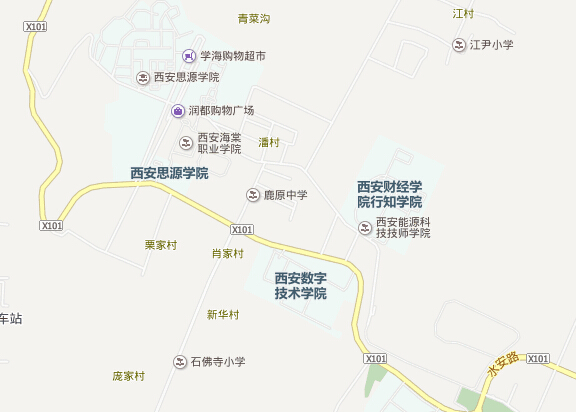 青菜沟
江村
X101
江尹小学
学海购物超市
西安思源学院
润都购物广场
西安海棠
职业学院
潘村
西安思源学院
西安财经学
院行知学院
鹿原中学
X101
X101
西安能源科
技技师学院
栗家村
肖家村
西安数字
技术学院
新华村
车站
石佛寺小学
X101
水安路
X101
庞家村